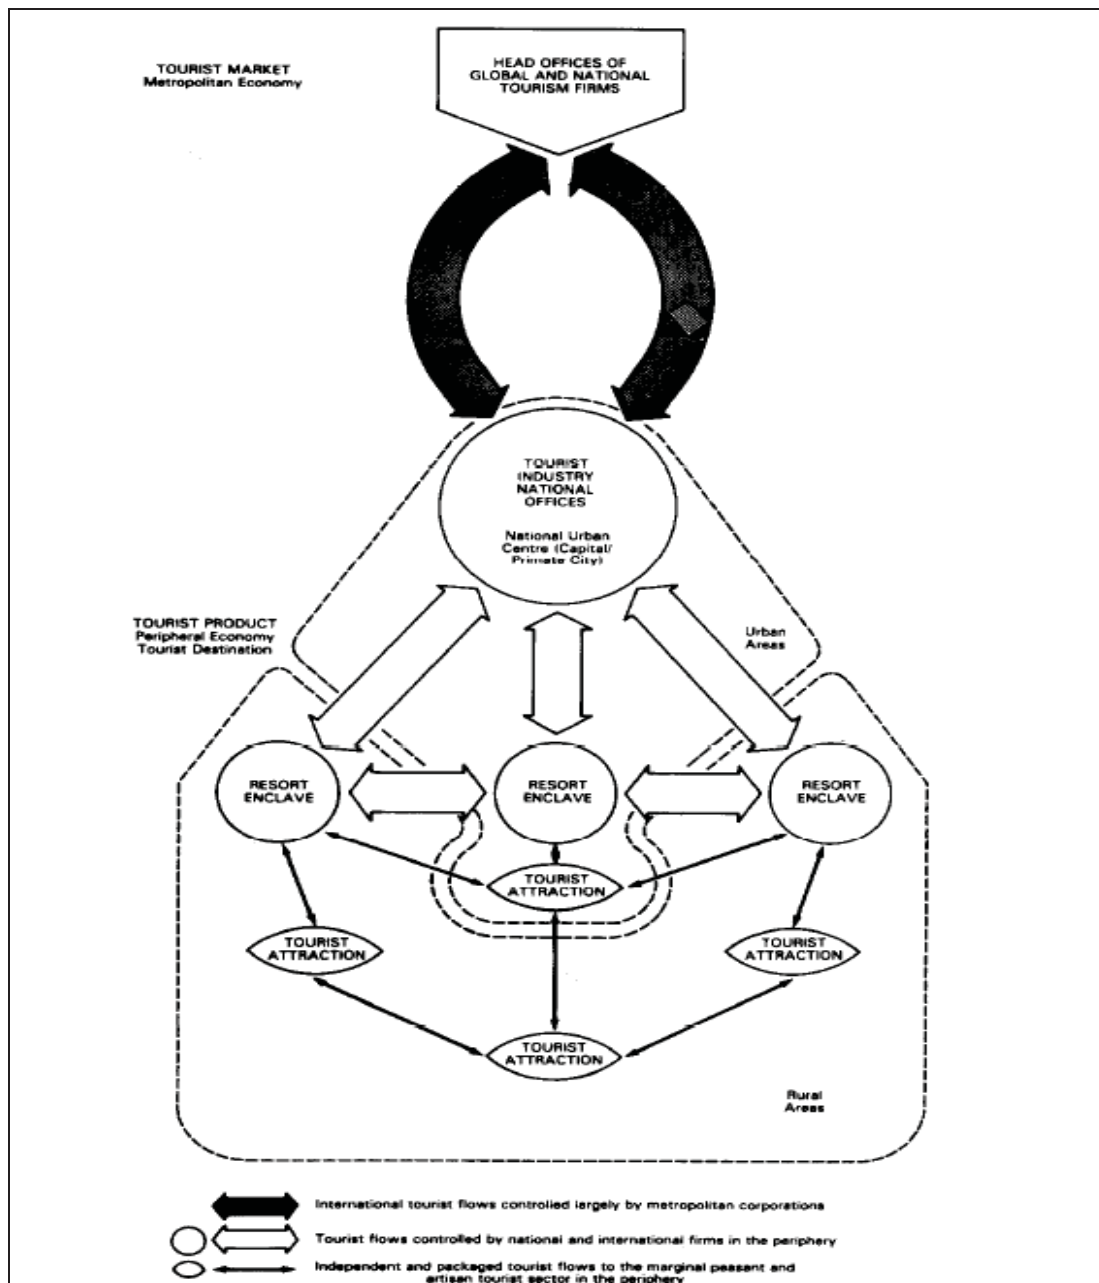 TOURIST MARKET
Metropolitan Economy
HEAD OFFICES OF
GLOBAL AND NATIONAL
TOURISM FIRMS
TOURIST
INDUSTRY
NATIONAL
OFFICES
National Urban
Centre (Capital/
Primate City)
TOURIST PRODUCT
Peripheral Economy
Tourist Destination
Urban
Areas
RESORT
ENCLAVE
RESORT
ENCLAVE
RESORT
ENCLAVE
TOURIST
ATTRACTION
TOURIST
ATTRACTION
TOURIST
ATTRACTION
TOURIST
ATTRACTION
Rural
Areas
International tourist flows controlled largely by metropolitan corporations
Tourist flows controlled by national and international firms in the periphery
Independent and packaged tourist flows to the marginal peasant and
artisan tourist sector in the periphery